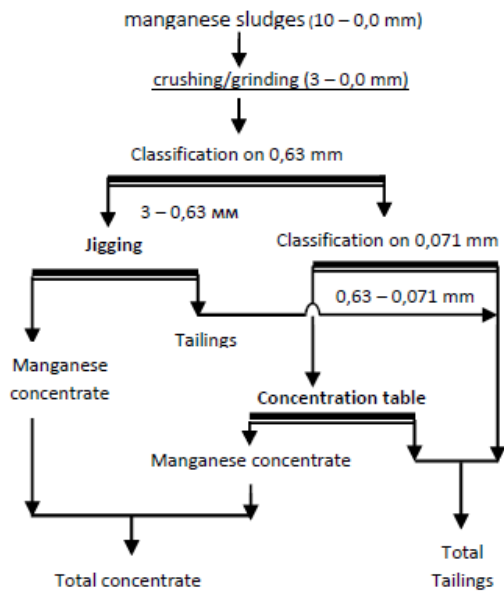 manganese sludges (10 – 0,0 mm)
crushing/grinding (3 – 0,0 mm)
Classification on 0,63 mm
3 – 0,63 мм
Jigging
Classification on 0,071 mm
0,63 – 0,071 mm
Tailings
Manganese
concentrate
Concentration table
Manganese concentrate
Total concentrate
Total
Tailings